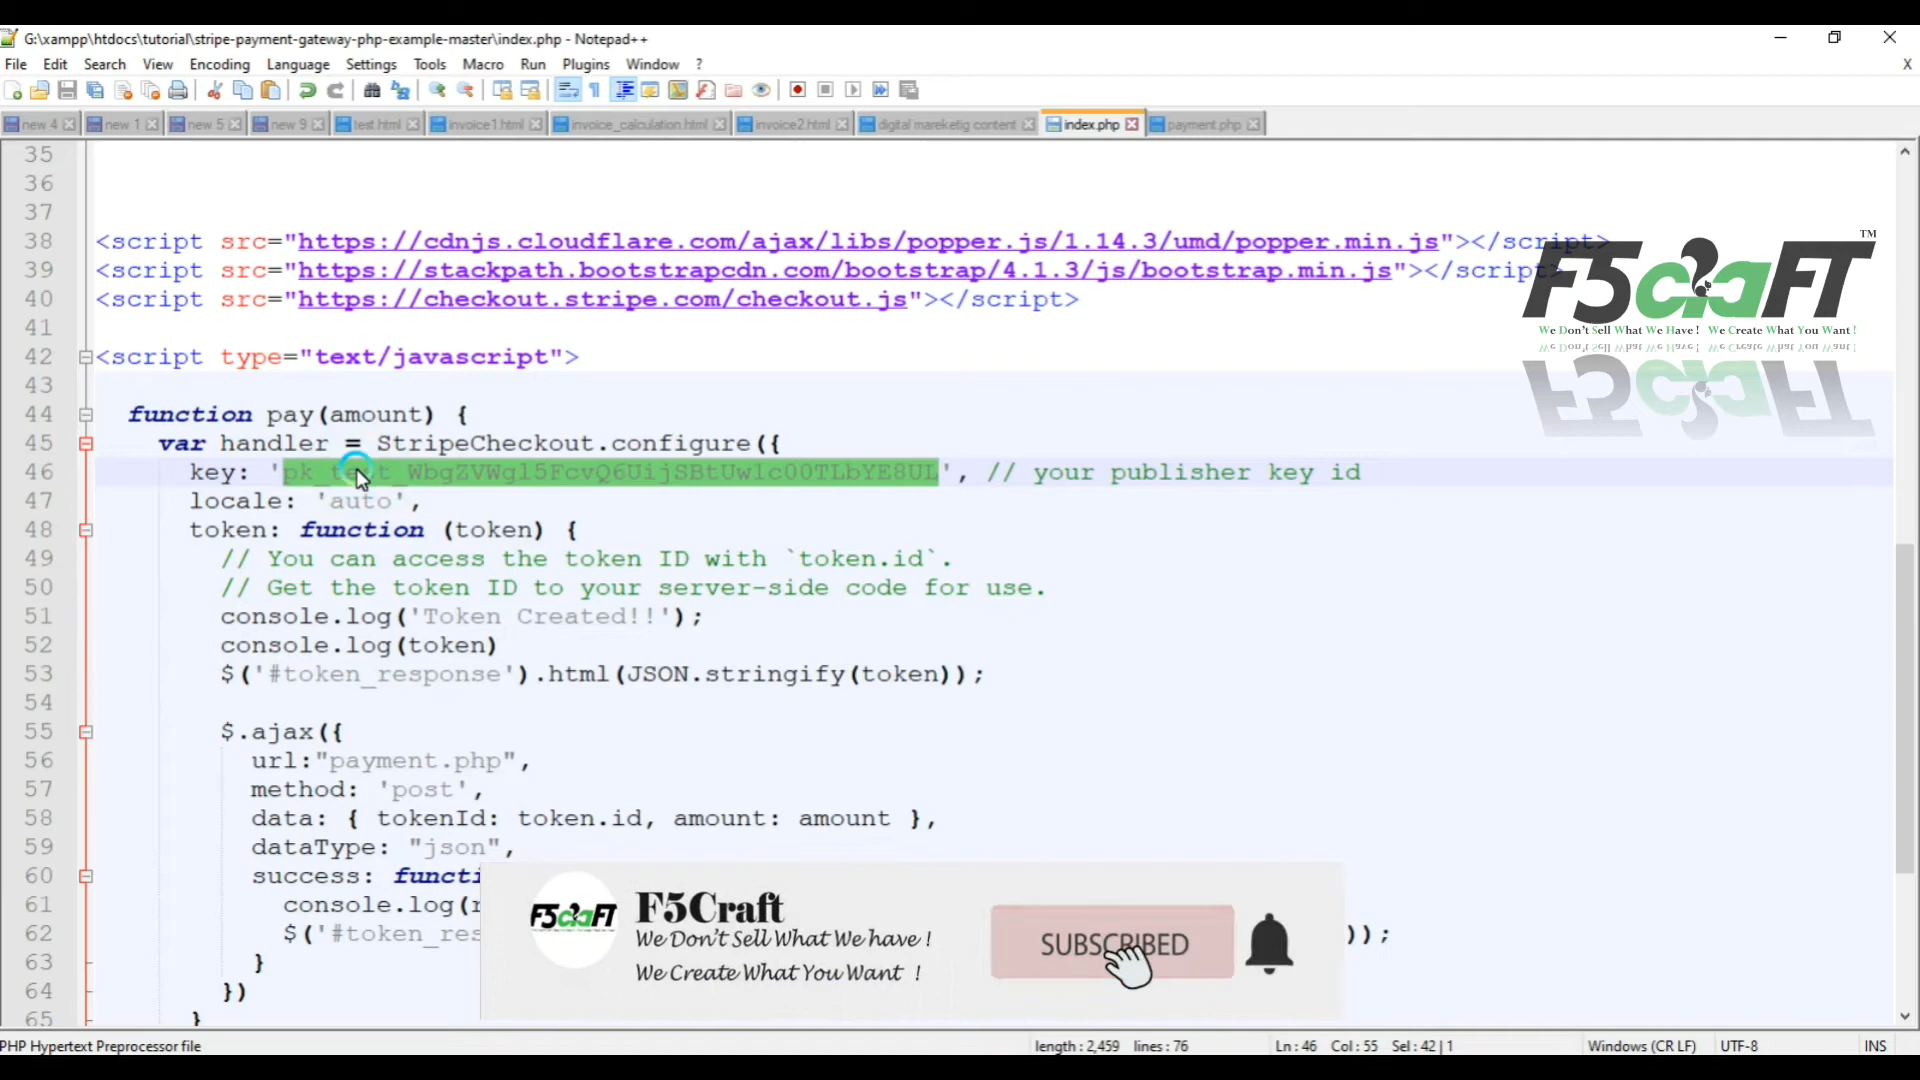 G:\xampp\htdocs\tutorial\stripe-payment-gateway-php-example-master\index.php - Notepad++
File Edit Search View Encoding Language Settings Tools Macro Run Plugins Window ? X
new 4 new 1 new 5 new 9 test.html invoice1.html invoice_calculation.html invoice2.html digital mareketig content index.php payment.php
35
36
37
38 <script src="https://cdnjs.cloudflare.com/ajax/libs/popper.js/1.14.3/umd/popper.min.js"></script>
39 <script src="https://stackpath.bootstrapcdn.com/bootstrap/4.1.3/js/bootstrap.min.js"></script>
40 <script src="https://checkout.stripe.com/checkout.js"></script>
41
42 <script type="text/javascript">
43
44 function pay(amount) {
45 var handler = StripeCheckout.configure({
46 key: 'pk_test_WbgZVWgl5FcvQ6UijSBtUw1c00TLbYE8UL', // your publisher key id
47 locale: 'auto',
48 token: function (token) {
49 // You can access the token ID with `token.id`.
50 // Get the token ID to your server-side code for use.
51 console.log('Token Created!!');
52 console.log(token)
53 $('#token_response').html(JSON.stringify(token));
54
55 $.ajax({
56 url:"payment.php",
57 method: 'post',
58 data: { tokenId: token.id, amount: amount },
59 dataType: "json",
60 success: functi
61 console.log(
62 $('#token_res ));
63 }
64 })
65 }
F5CRAFT TM
We Don't Sell What We Have ! We Create What You Want !
F5CRAFT
F5Craft
We Don't Sell What We have !
We Create What You Want !
SUBSCRIBED
PHP Hypertext Preprocessor file length : 2,459 lines : 76 Ln : 46 Col : 55 Sel : 42 | 1 Windows (CR LF) UTF-8 INS